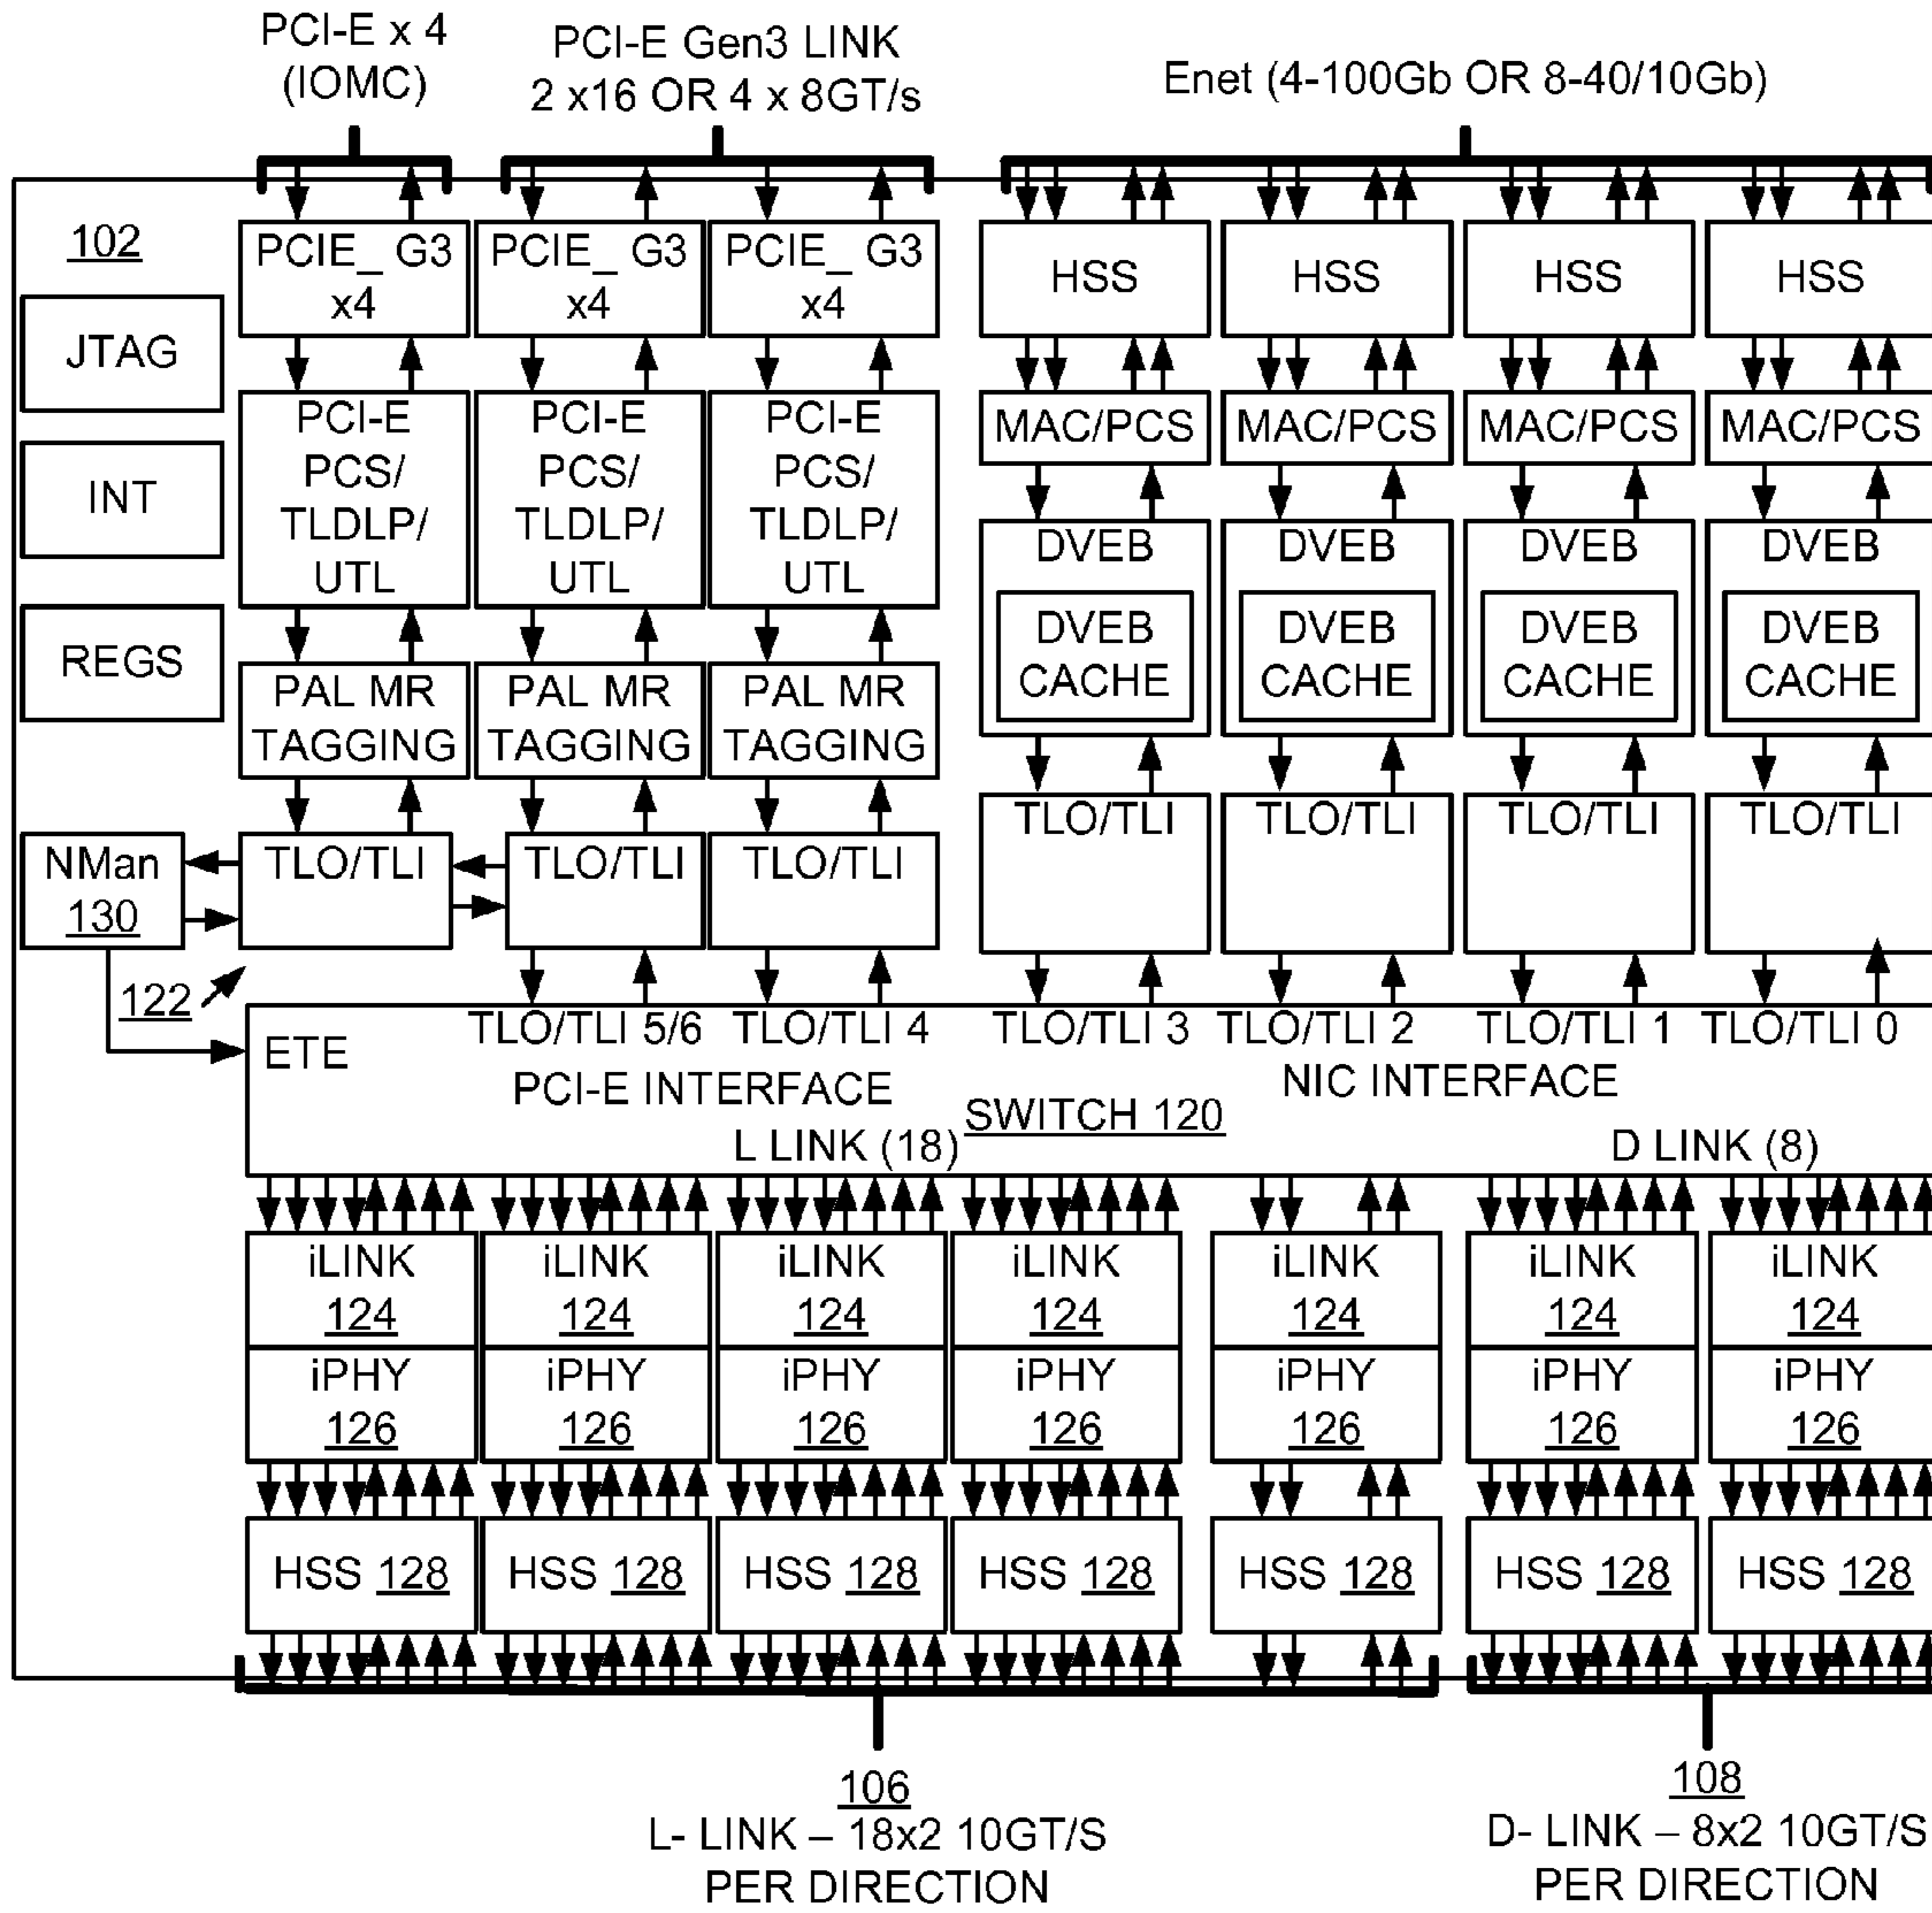 PCI-E x 4
(IOMC)
PCI-E Gen3 LINK
2 x16 OR 4 x 8GT/s
Enet (4-100Gb OR 8-40/10Gb)
102
JTAG
INT
REGS
PCIE_ G3
x4
PCIE_ G3
x4
PCIE_ G3
x4
HSS
HSS
HSS
HSS
PCI-E
PCS/
TLDLP/
UTL
PCI-E
PCS/
TLDLP/
UTL
PCI-E
PCS/
TLDLP/
UTL
MAC/PCS
MAC/PCS
MAC/PCS
MAC/PCS
DVEB
DVEB
CACHE
DVEB
DVEB
CACHE
DVEB
DVEB
CACHE
DVEB
DVEB
CACHE
PAL MR
TAGGING
PAL MR
TAGGING
PAL MR
TAGGING
NMan
130
TLO/TLI
TLO/TLI
TLO/TLI
TLO/TLI
TLO/TLI
TLO/TLI
TLO/TLI
122
ETE
TLO/TLI 5/6
TLO/TLI 4
TLO/TLI 3
TLO/TLI 2
TLO/TLI 1
TLO/TLI 0
PCI-E INTERFACE
NIC INTERFACE
SWITCH 120
L LINK (18)
D LINK (8)
iLINK
124
iPHY
126
iLINK
124
iPHY
126
iLINK
124
iPHY
126
iLINK
124
iPHY
126
iLINK
124
iPHY
126
iLINK
124
iPHY
126
iLINK
124
iPHY
126
HSS 128
HSS 128
HSS 128
HSS 128
HSS 128
HSS 128
HSS 128
106
L- LINK – 18x2 10GT/S
PER DIRECTION
108
D- LINK – 8x2 10GT/S
PER DIRECTION